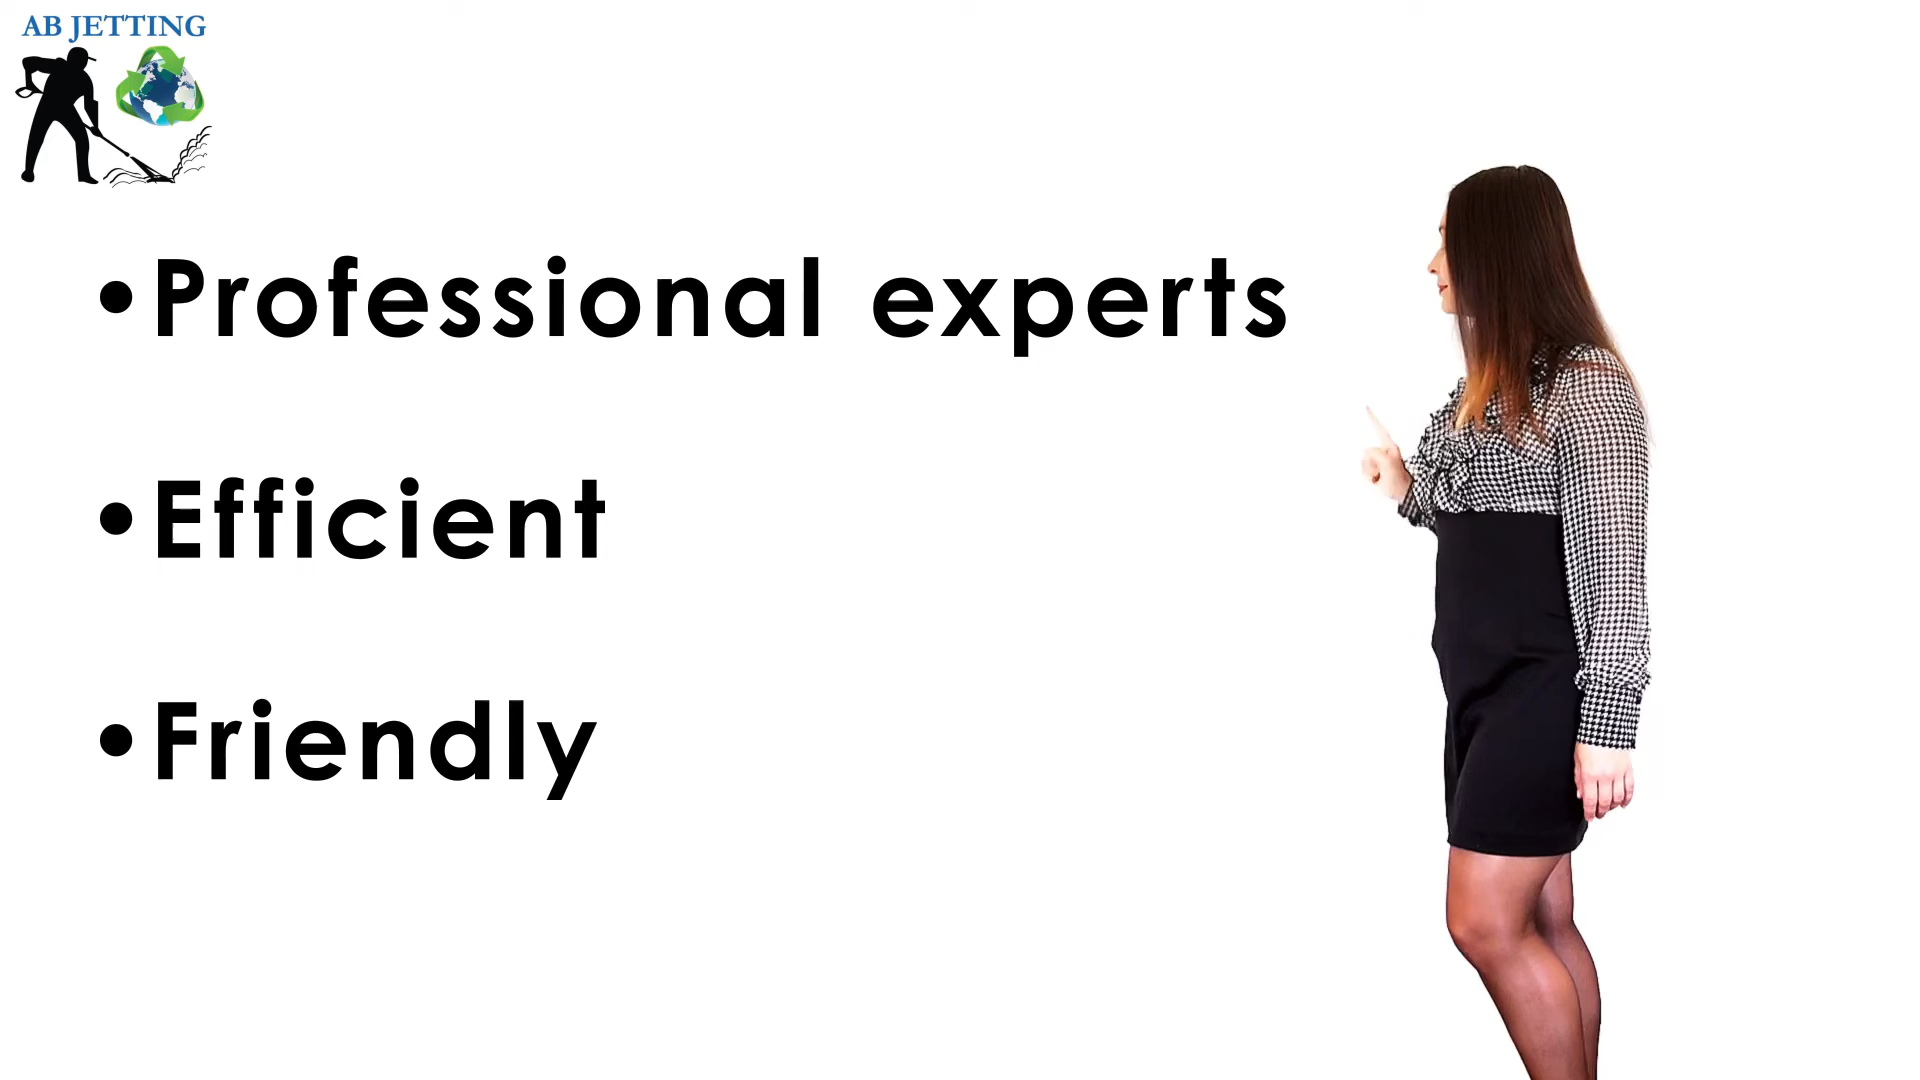 AB JETTING
•Professional experts
•Efficient
•Friendly